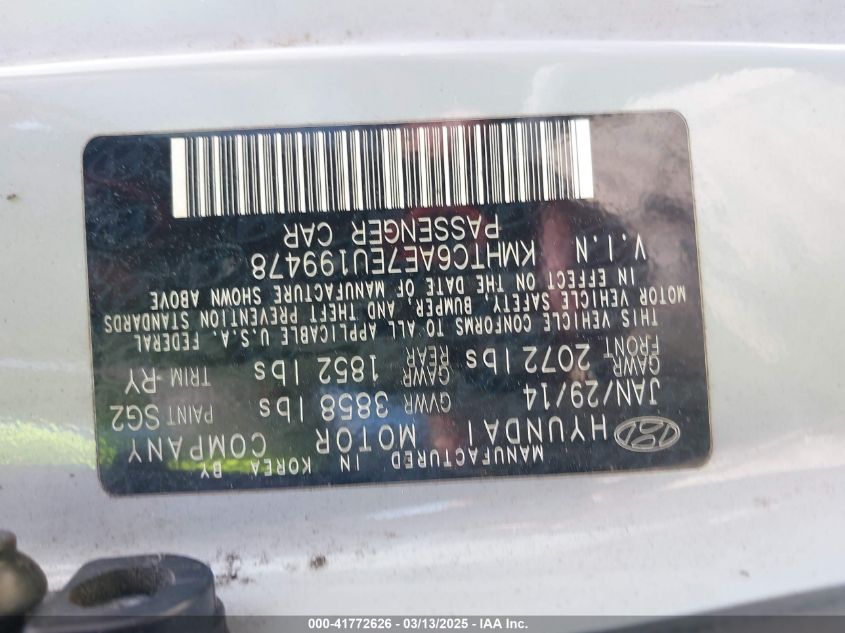 MANUFACTURED IN KOREA BY
HYUNDAI MOTOR COMPANY
JAN/29/14 GVWR 3858 lbs PAINT SG2
GAWR FRONT 2072 lbs GAWR REAR 1852 lbs TRIM-RY
THIS VEHICLE CONFORMS TO ALL APPLICABLE U.S.A. FEDERAL
MOTOR VEHICLE SAFETY, BUMPER, AND THEFT PREVENTION STANDARDS
IN EFFECT ON THE DATE OF MANUFACTURE SHOWN ABOVE
V.I.N KMHTC6AE7EU199478
PASSENGER CAR
000-41772626 - 03/13/2025 - IAA Inc.